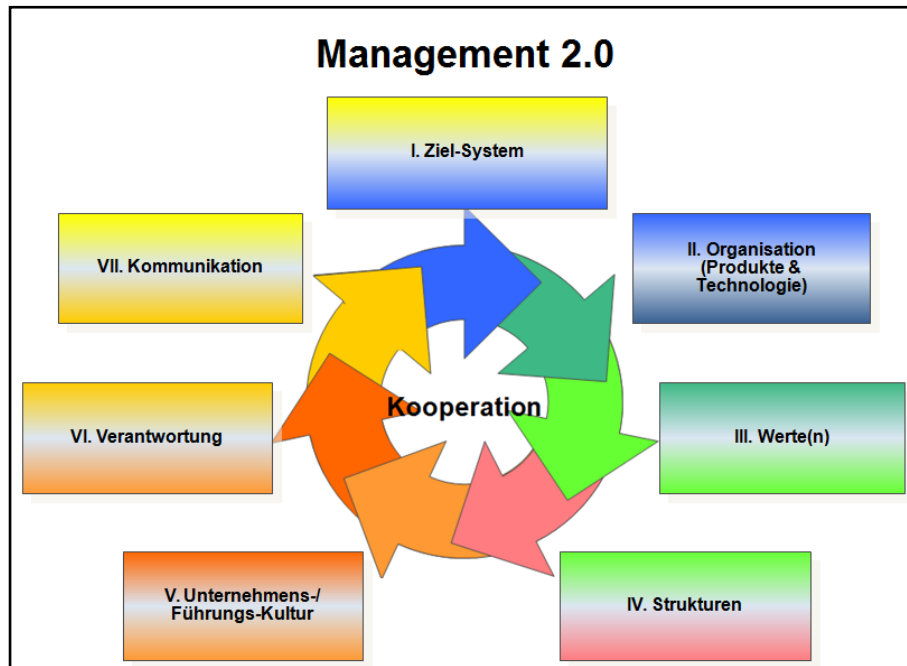 Management 2.0
I. Ziel-System
II. Organisation
(Produkte &
Technologie)
III. Werte(n)
IV. Strukturen
V. Unternehmens-/
Führungs-Kultur
VI. Verantwortung
VII. Kommunikation
Kooperation